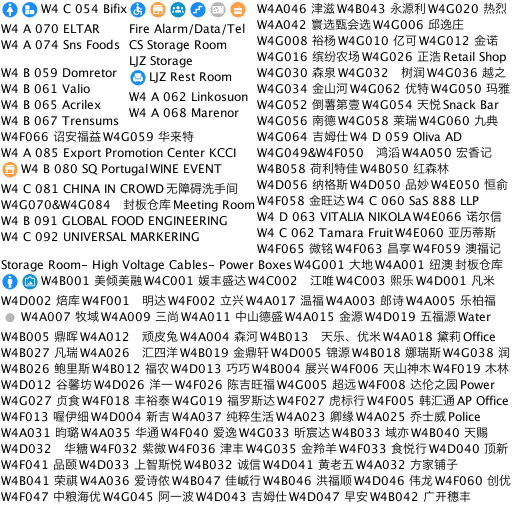 W4 C 054 Bifix
W4 A 070 ELTAR
W4 A 074 Sns Foods
W4 B 059 Domretor
W4 B 061 Valio
W4 B 065 Acrilex
W4 B 067 Trensums
W4F066 诏安福益 W4G059 华来特
W4 A 085 Export Promotion Center KCCI
W4 B 080 SQ Portugal WINE EVENT
W4 C 081 CHINA IN CROWD 无障碍洗手间
W4G070&W4G084 封板仓库 Meeting Room
W4 B 091 GLOBAL FOOD ENGINEERING
W4 C 092 UNIVERSAL MARKERING
Fire Alarm/Data/Tel
CS Storage Room
LJZ Storage
LJZ Rest Room
W4 A 062 Linkosuon
W4 A 068 Marenor
W4A046 津滋 W4B043 永源利 W4G020 热烈
W4A042 寰选甄会选 W4G006 邱逸庄
W4G008 裕杨 W4G010 亿可 W4G012 金诺
W4G016 缤纷农场 W4G026 正浩 Retail Shop
W4G030 森泉 W4G032 树润 W4G036 越之
W4G034 金山河 W4G062 优特 W4G050 玛雅
W4G052 倒薯第壹 W4G054 天悦 Snack Bar
W4G056 南德 W4G058 莱瑞 W4G060 九典
W4G064 吉姆仕 W4 D 059 Oliva AD
W4G049&W4F050 鸿滔 W4A050 宏香记
W4B058 荷利特佳 W4B050 红森林
W4D056 纳格斯 W4D050 品妙 W4E050 恒俞
W4F058 金旺达 W4 C 060 SaS 888 LLP
W4 D 063 VITALIA NIKOLA W4E066 诺尔信
W4 C 062 Tamara Fruit W4E060 亚历蒂斯
W4F065 微铭 W4F063 昌享 W4F059 澳福记
Storage Room- High Voltage Cables- Power Boxes W4G001 大地 W4A001 纽澳 封板仓库
W4B001 美倾美融 W4C001 媛丰盛达 W4C002 江唯 W4C003 熙乐 W4D001 凡米
W4D002 焙库 W4F001 明达 W4F002 立兴 W4A017 温福 W4A003 郎诗 W4A005 乐柏福
W4A007 牧域 W4A009 三尚 W4A011 中山德盛 W4A015 金源 W4D019 五福源 Water
W4B005 鼎晖 W4A012 顽皮兔 W4A004 森河 W4B013 天乐、优米 W4A018 黛莉 Office
W4B027 凡瑞 W4A026 汇四洋 W4B019 金鼎轩 W4D005 锦源 W4B018 娜瑞斯 W4G038 润
W4B026 鲍里斯 W4B012 福农 W4D013 巧巧 W4B004 展兴 W4F006 天山神木 W4F019 木林
W4D012 谷馨坊 W4D026 洋一 W4F026 陈吉旺福 W4G005 超远 W4F008 达伦之园 Power
W4G027 贞食 W4F018 丰裕泰 W4G019 福罗斯达 W4F027 虎标行 W4F005 韩汇通 AP Office
W4F013 喔伊细 W4D004 新吉 W4A037 纯粹生活 W4A023 卿缘 W4A025 乔士威 Police
W4A031 昀璐 W4A035 华通 W4F040 爱逸 W4G033 昕宸达 W4B033 域亦 W4B040 天赐
W4D032 华糖 W4F032 紫微 W4F036 津丰 W4G035 金羚羊 W4F033 食悦行 W4D040 顶新
W4F041 品颐 W4D033 上智斯悦 W4B032 诚信 W4D041 黄老五 W4A032 方家铺子
W4B041 荣祺 W4A036 爱诗侬 W4B047 佳峸行 W4B046 洪福顺 W4D046 伟龙 W4F060 创优
W4F047 中粮海优 W4G045 阿一波 W4D043 吉姆仕 W4D047 早安 W4B042 广开穗丰